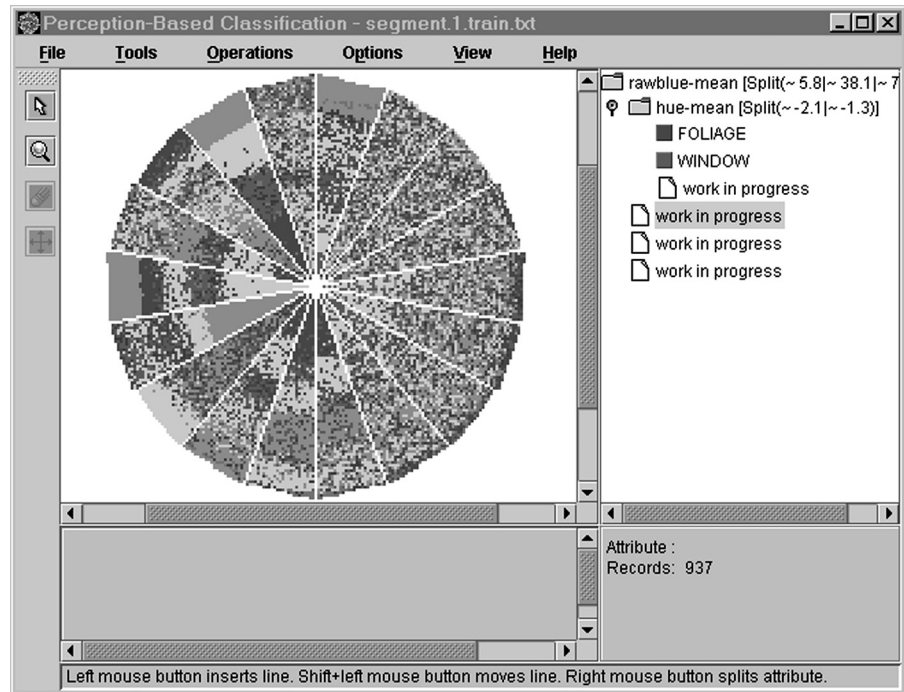 Perception-Based Classification - segment.1.train.txt
File Tools Operations Options View Help
rawblue-mean [Split(~ 5.8|~ 38.1|~ 7
hue-mean [Split(~ -2.1|~ -1.3)]
FOLIAGE
WINDOW
work in progress
work in progress
work in progress
work in progress
Attribute :
Records: 937
Left mouse button inserts line. Shift+left mouse button moves line. Right mouse button splits attribute.